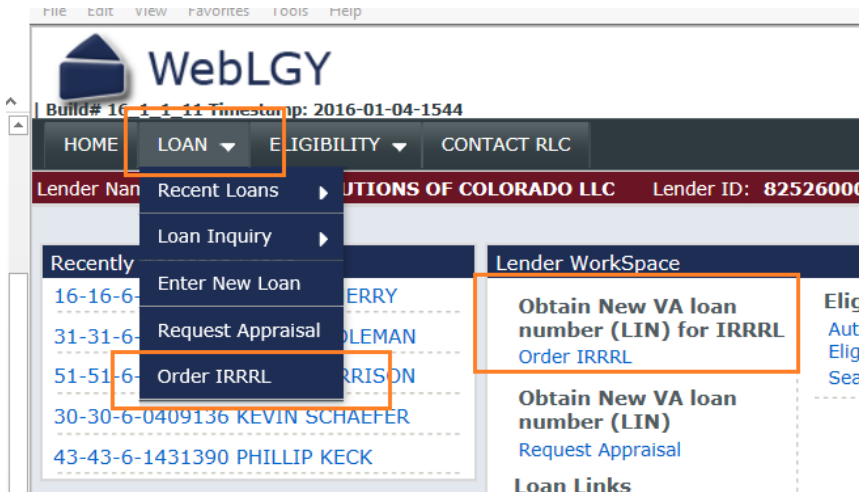 File Edit View Favorites Tools Help
WebLGY
| Build# 16_1_1_11 Timestamp: 2016-01-04-1544
HOME LOAN ELIGIBILITY CONTACT RLC
Lender UTIONS OF COLORADO LLC Lender ID: 8252600
Recent Loans
Loan Inquiry
Enter New Loan
Request Appraisal
Order IRRRL
Recently
16-16-6- ERRY
31-31-6- LEMAN
51-51-6- RRISON
30-30-6-0409136 KEVIN SCHAEFER
43-43-6-1431390 PHILLIP KECK
Lender WorkSpace
Obtain New VA loan
number (LIN) for IRRRL
Order IRRRL
Obtain New VA loan
number (LIN)
Request Appraisal
Loan Links
Elig
Aut
Elig
Sea